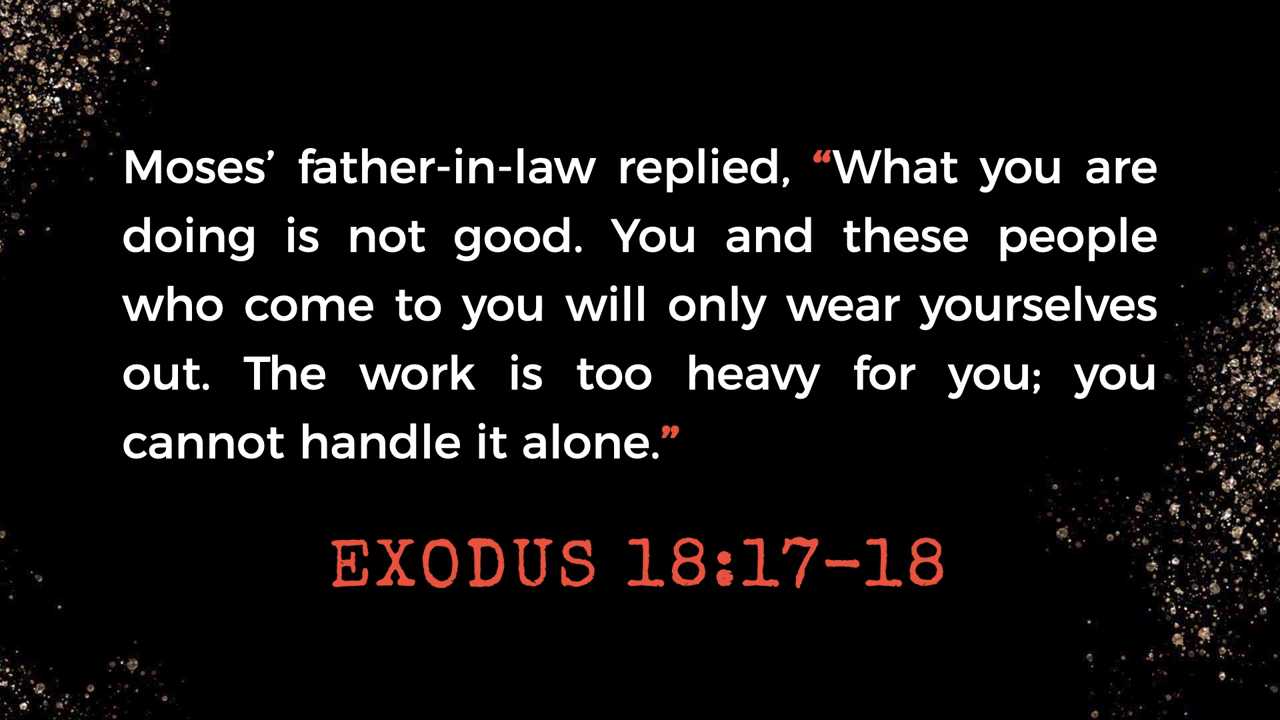 Moses’ father-in-law replied, “What you are
doing is not good. You and these people
who come to you will only wear yourselves
out. The work is too heavy for you; you
cannot handle it alone.”
EXODUS 18:17-18